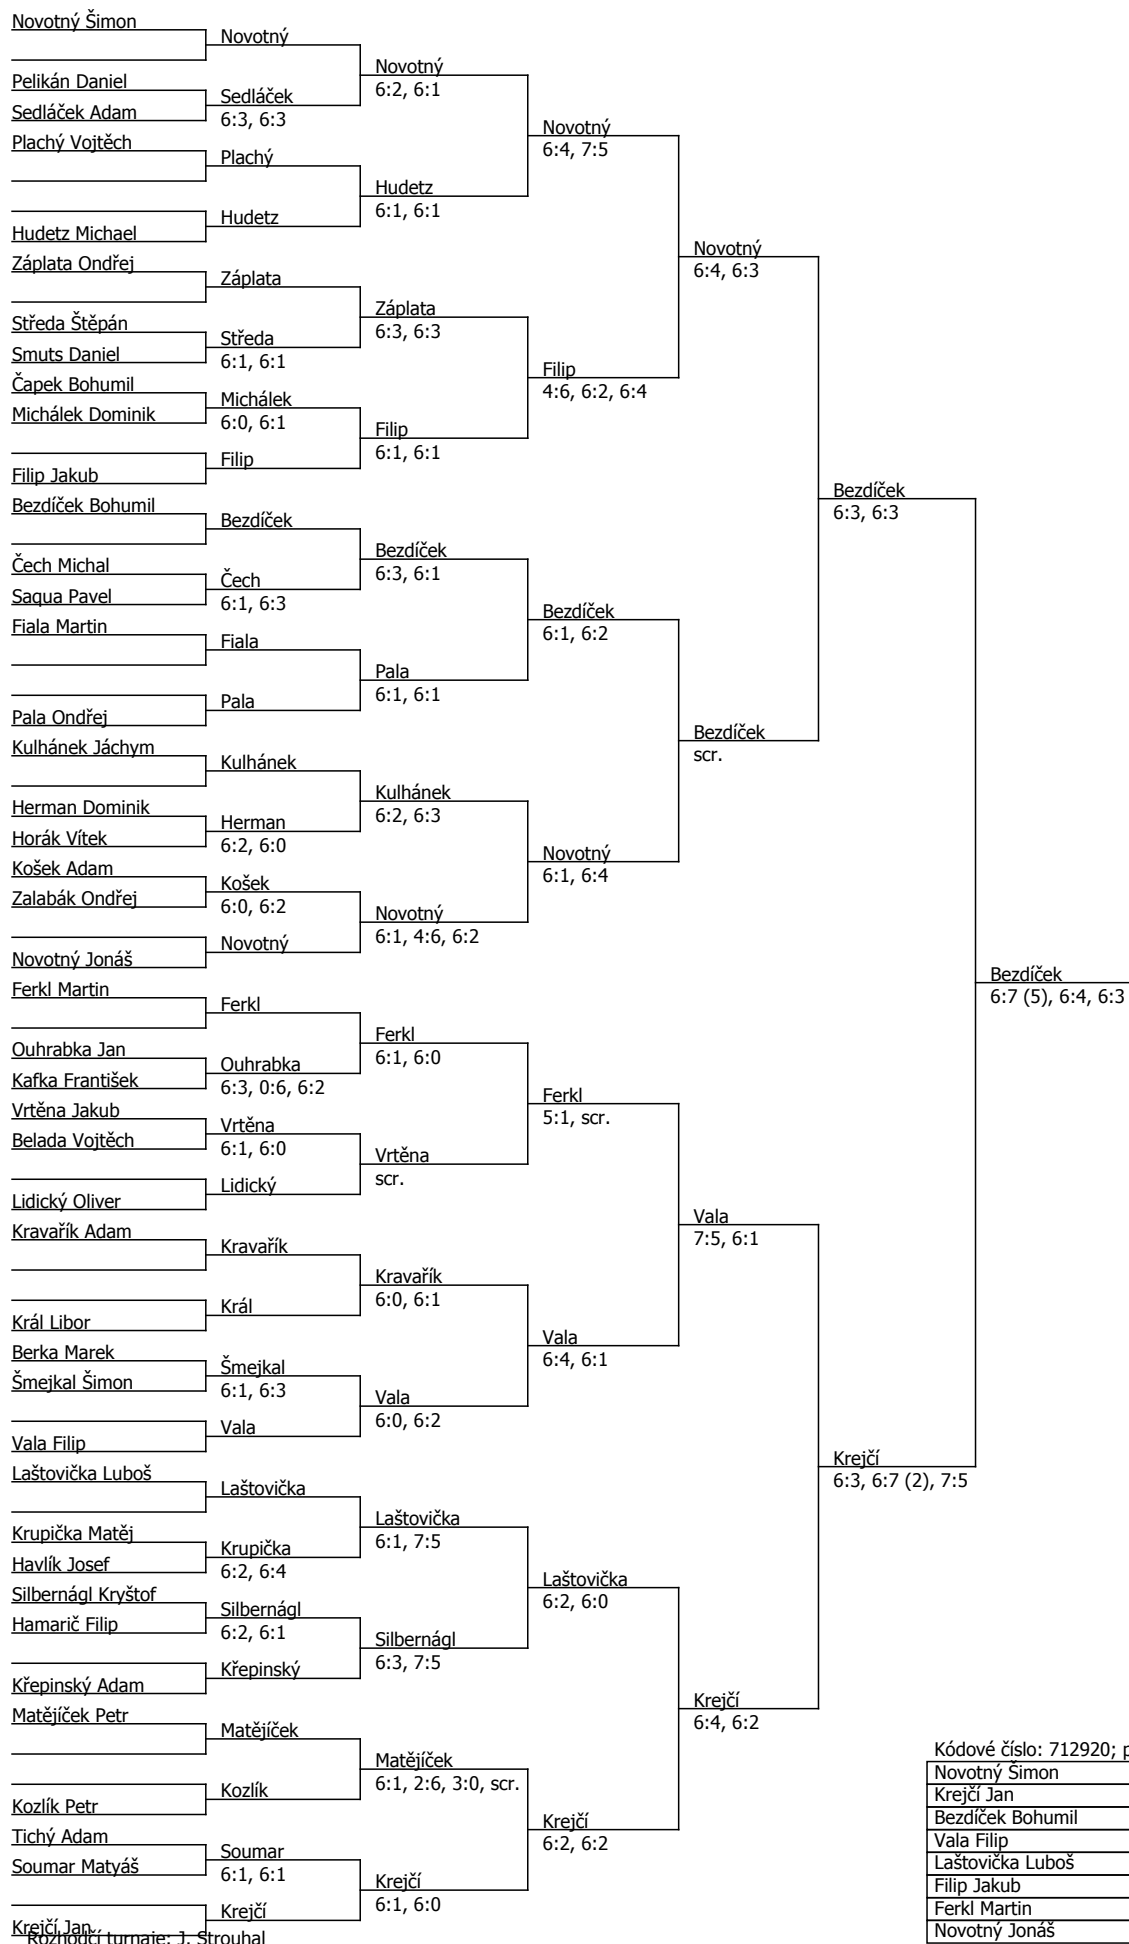 Novotný Šimon
Novotný
Novotný
6:2, 6:1
Pelikán Daniel
Sedláček
Sedláček Adam
6:3, 6:3
Novotný
6:4, 7:5
Plachý Vojtěch
Plachý
Hudetz
6:1, 6:1
Hudetz
Hudetz Michael
Novotný
6:4, 6:3
Záplata Ondřej
Záplata
Záplata
6:3, 6:3
Středa Štěpán
Středa
Smuts Daniel
6:1, 6:1
Filip
4:6, 6:2, 6:4
Čapek Bohumil
Michálek
Michálek Dominik
6:0, 6:1
Filip
6:1, 6:1
Filip
Filip Jakub
Bezdíček
6:3, 6:3
Bezdíček Bohumil
Bezdíček
Bezdíček
6:3, 6:1
Čech Michal
Čech
Saqua Pavel
6:1, 6:3
Bezdíček
6:1, 6:2
Fiala Martin
Fiala
Pala
6:1, 6:1
Pala
Pala Ondřej
Bezdíček
scr.
Kulhánek Jáchym
Kulhánek
Kulhánek
6:2, 6:3
Herman Dominik
Herman
Horák Vítek
6:2, 6:0
Novotný
6:1, 6:4
Košek Adam
Košek
Zalabák Ondřej
6:0, 6:2
Novotný
6:1, 4:6, 6:2
Novotný
Novotný Jonáš
Bezdíček
6:7 (5), 6:4, 6:3
Ferkl Martin
Ferkl
Ferkl
6:1, 6:0
Ouhrabka Jan
Ouhrabka
Kafka František
6:3, 0:6, 6:2
Ferkl
5:1, scr.
Vrtěna Jakub
Vrtěna
Belada Vojtěch
6:1, 6:0
Vrtěna
scr.
Lidický
Lidický Oliver
Vala
7:5, 6:1
Kravařík Adam
Kravařík
Kravařík
6:0, 6:1
Král
Král Libor
Vala
6:4, 6:1
Berka Marek
Šmejkal
Šmejkal Šimon
6:1, 6:3
Vala
6:0, 6:2
Vala
Vala Filip
Krejčí
6:3, 6:7 (2), 7:5
Laštovička Luboš
Laštovička
Laštovička
6:1, 7:5
Krupička Matěj
Krupička
Havlík Josef
6:2, 6:4
Laštovička
6:2, 6:0
Silbernágl Kryštof
Silbernágl
Hamarič Filip
6:2, 6:1
Silbernágl
6:3, 7:5
Křepinský
Křepinský Adam
Krejčí
6:4, 6:2
Matějíček Petr
Matějíček
Matějíček
6:1, 2:6, 3:0, scr.
Kozlík
Kozlík Petr
Krejčí
6:2, 6:2
Tichý Adam
Soumar
Soumar Matyáš
6:1, 6:1
Krejčí
6:1, 6:0
Krejčí
Krejčí Jan
Rozhodčí turnaje: J. Strouhal
Kódové číslo: 712920; p
Novotný Šimon
Krejčí Jan
Bezdíček Bohumil
Vala Filip
Laštovička Luboš
Filip Jakub
Ferkl Martin
Novotný Jonáš